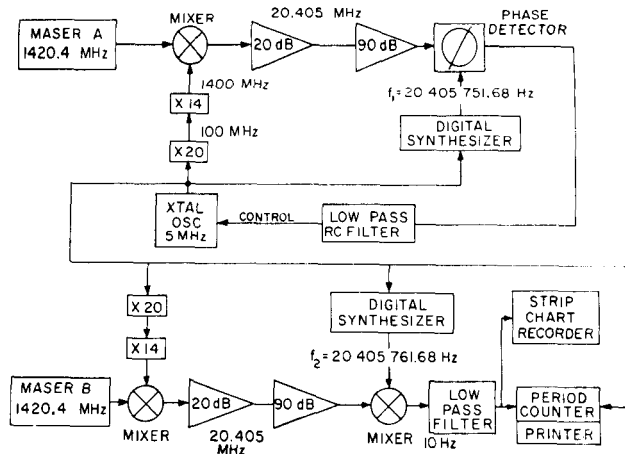 MASER A
1420.4 MHz
MIXER
20 dB
20.405 MHz
90 dB
PHASE
DETECTOR
1400 MHz
X 14
100 MHz
X 20
f1= 20 405 751.68 Hz
DIGITAL
SYNTHESIZER
XTAL
OSC
5 MHz
CONTROL
LOW PASS
RC FILTER
X 20
X 14
DIGITAL
SYNTHESIZER
f2= 20 405 761.68 Hz
STRIP
CHART
RECORDER
MASER B
1420.4 MHz
MIXER
20 dB
20.405
MHz
90 dB
MIXER
10 Hz
LOW
PASS
FILTER
PERIOD
COUNTER
PRINTER